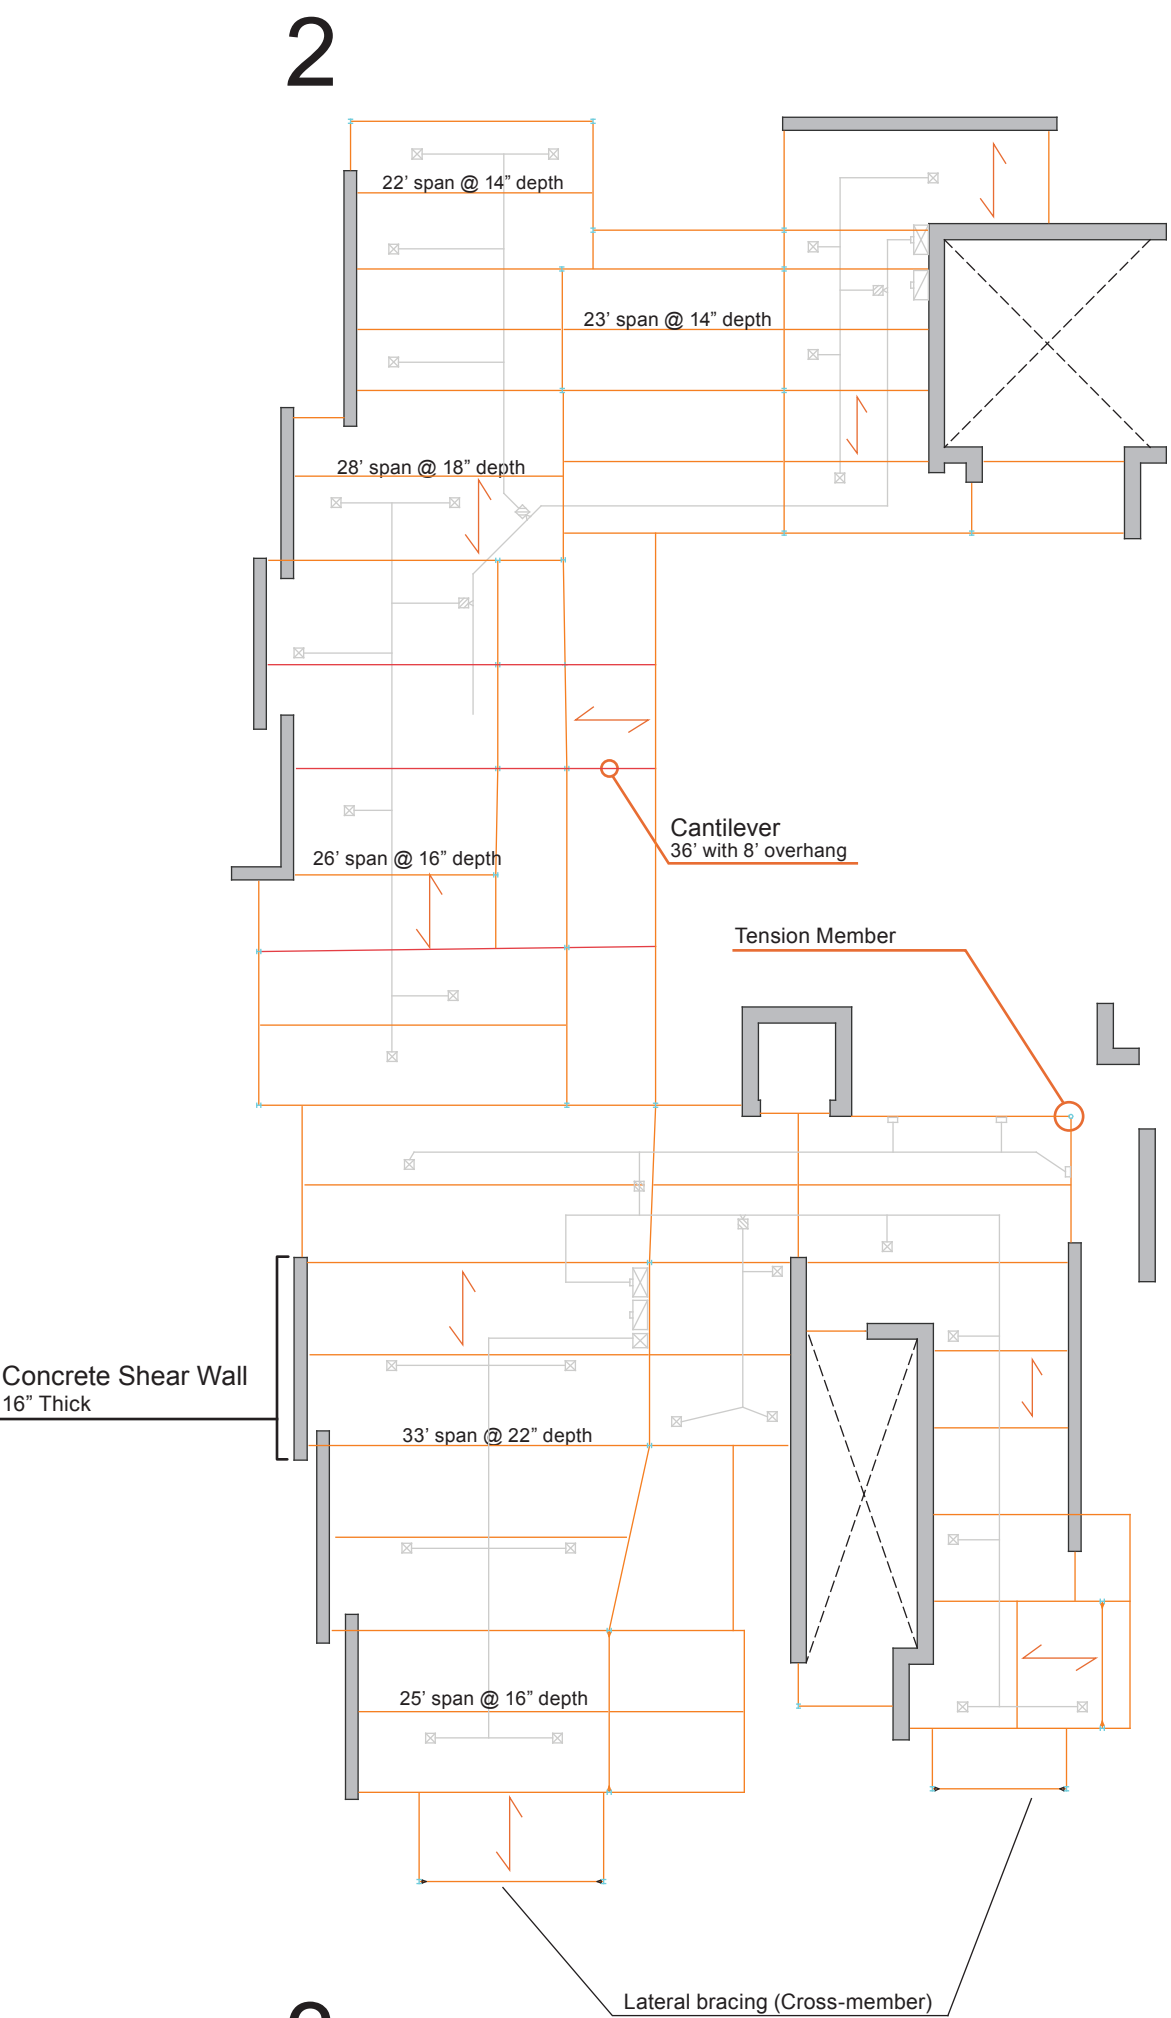 2
22’ span @ 14” depth
23’ span @ 14” depth
28’ span @ 18” depth
Cantilever
36’ with 8’ overhang
26’ span @ 16” depth
Tension Member
Concrete Shear Wall
16” Thick
33’ span @ 22” depth
25’ span @ 16” depth
Lateral bracing (Cross-member)